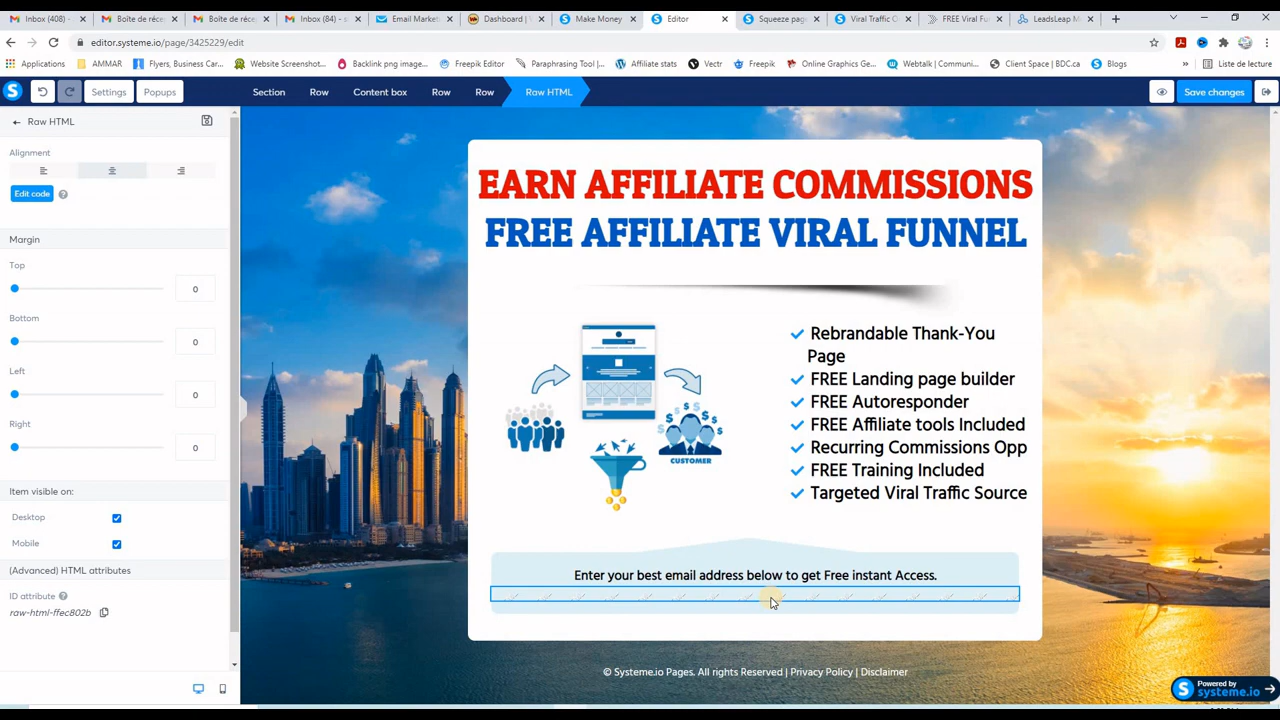 Inbox (408) - s
Boîte de récep
Boîte de récep
Inbox (84) - s
Email Market
Dashboard | W
Make Money
Editor
Squeeze page
Viral Traffic C
FREE Viral Fun
LeadsLeap M
editor.systeme.io/page/3425229/edit
Applications
AMMAR
Flyers, Business Car...
Website Screenshot...
Backlink png image...
Freepik Editor
Paraphrasing Tool |...
Affiliate stats
Vectr
Freepik
Online Graphics Ge...
Webtalk | Communi...
Client Space | BDC.ca
Blogs
»
Liste de lecture
Settings
Popups
Section
Row
Content box
Row
Row
Raw HTML
Save changes
Raw HTML
Alignment
Edit code
Margin
Top
0
Bottom
0
Left
0
Right
0
Item visible on:
Desktop
Mobile
(Advanced) HTML attributes
ID attribute
raw-html-ffec802b
EARN AFFILIATE COMMISSIONS
FREE AFFILIATE VIRAL FUNNEL
CUSTOMER
Rebrandable Thank-You
Page
FREE Landing page builder
FREE Autoresponder
FREE Affiliate tools Included
Recurring Commissions Opp
FREE Training Included
Targeted Viral Traffic Source
Enter your best email address below to get Free instant Access.
© Systeme.io Pages. All rights Reserved | Privacy Policy | Disclaimer
Powered by
systeme.io